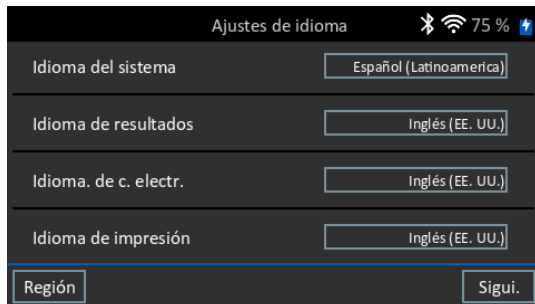 Ajustes de idioma 75 %
Idioma del sistema Español (Latinoamerica)
Idioma de resultados Inglés (EE. UU.)
Idioma. de c. electr. Inglés (EE. UU.)
Idioma de impresión Inglés (EE. UU.)
Región Sigui.